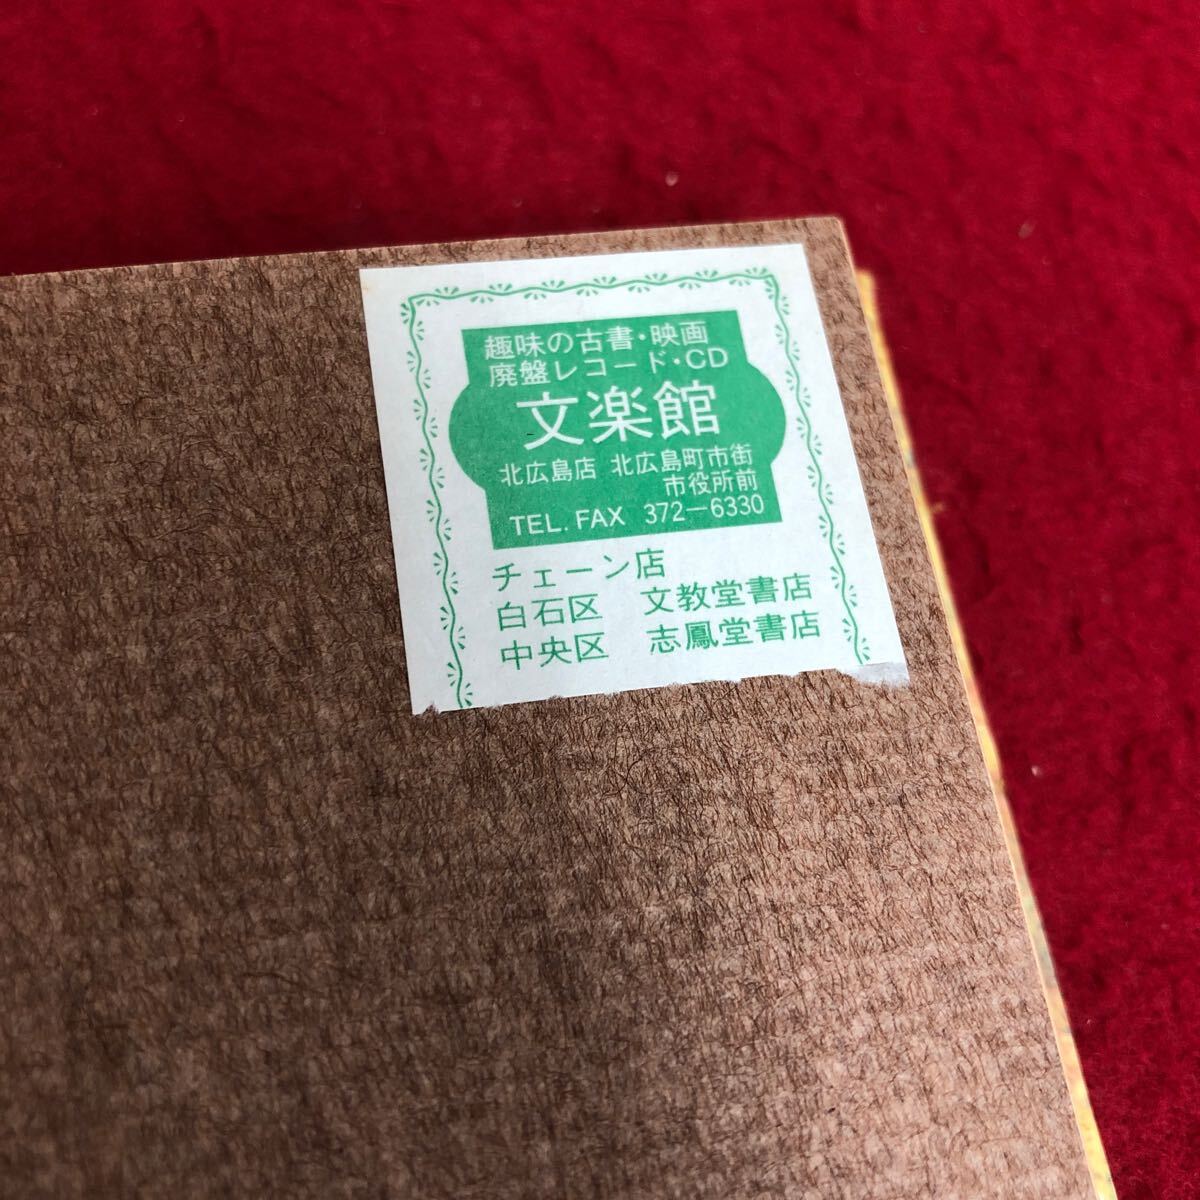 趣味の古書・映画
廃盤レコード・CD
文楽館
北広島店 北広島町市街
市役所前
TEL. FAX 372-6330
チェーン店
白石区 文教堂書店
中央区 志鳳堂書店